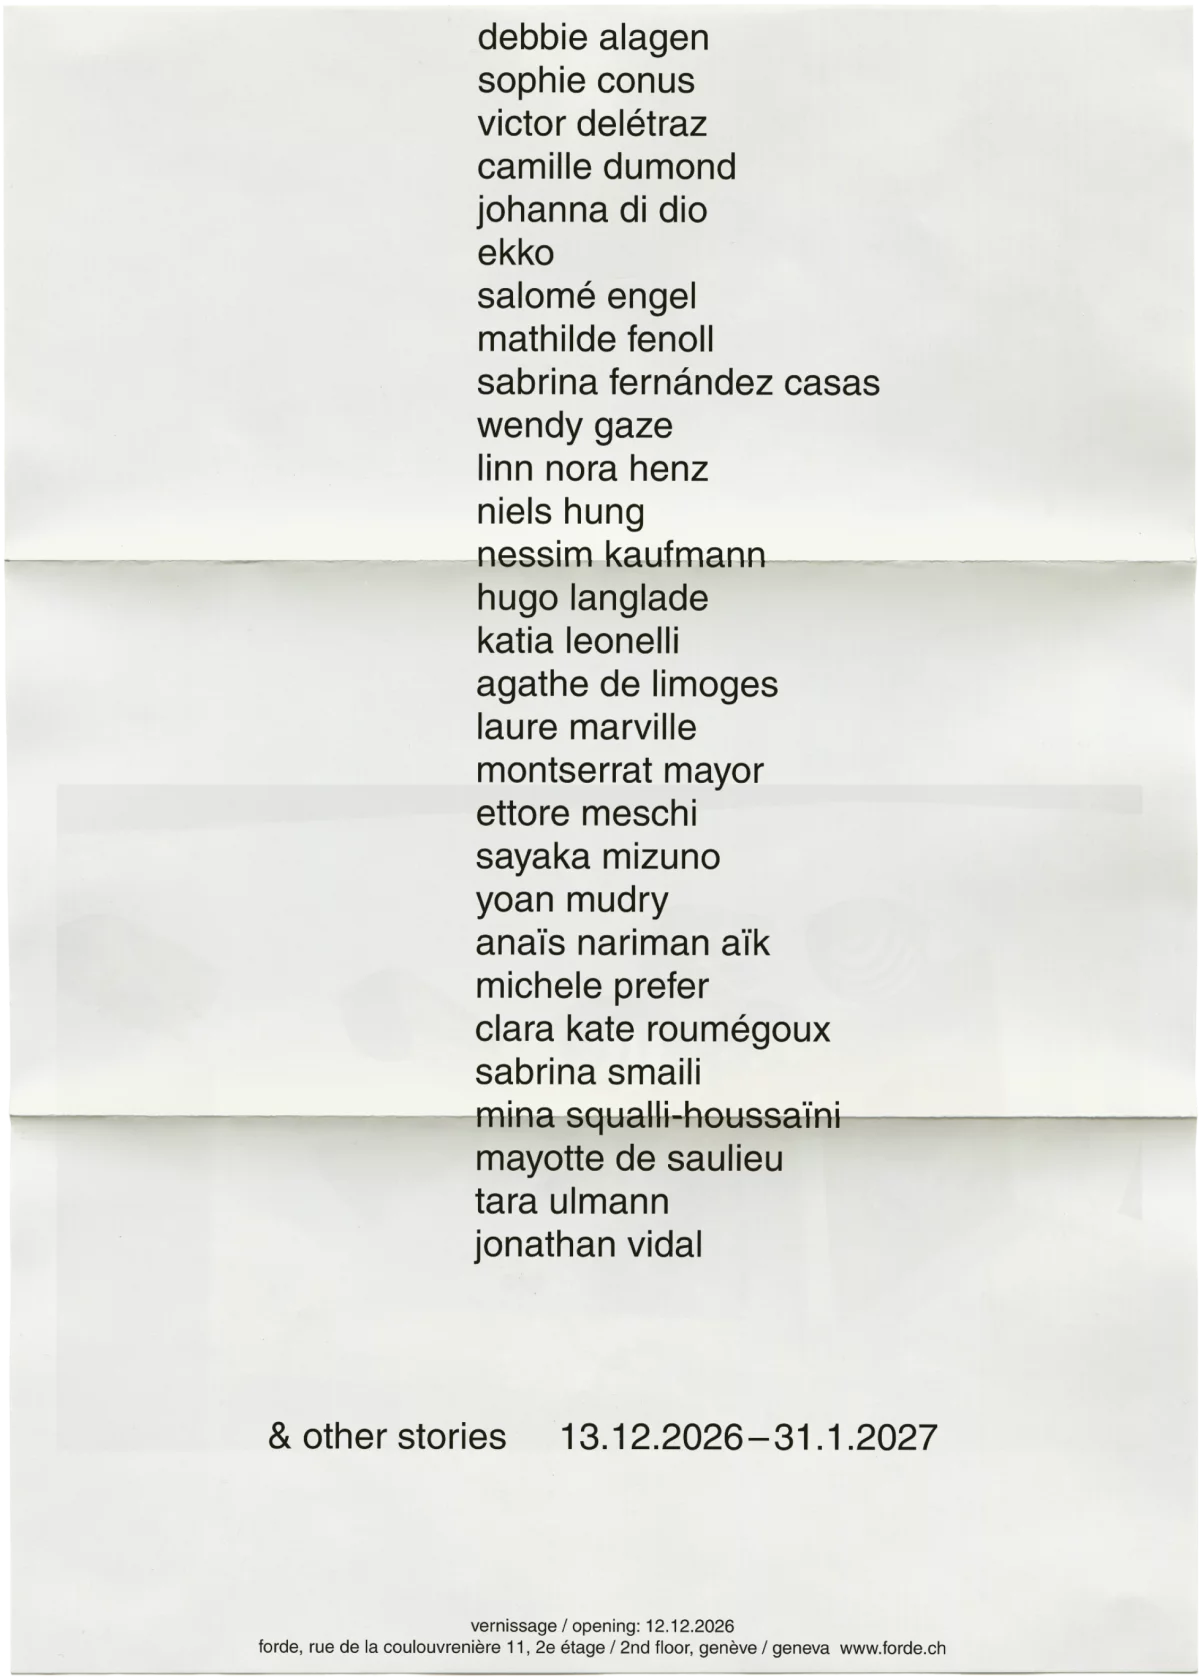 debbie alagen
sophie conus
victor delétraz
camille dumond
johanna di dio
ekko
salomé engel
mathilde fenoll
sabrina fernández casas
wendy gaze
linn nora henz
niels hung
nessim kaufmann
hugo langlade
katia leonelli
agathe de limoges
laure marville
montserrat mayor
ettore meschi
sayaka mizuno
yoan mudry
anaïs nariman aïk
michele prefer
clara kate roumégoux
sabrina smaili
mina squalli-houssaïni
mayotte de saulieu
tara ulmann
jonathan vidal
& other stories 13.12.2026–31.1.2027
vernissage / opening: 12.12.2026
forde, rue de la coulouvrenière 11, 2e étage / 2nd floor, genève / geneva www.forde.ch